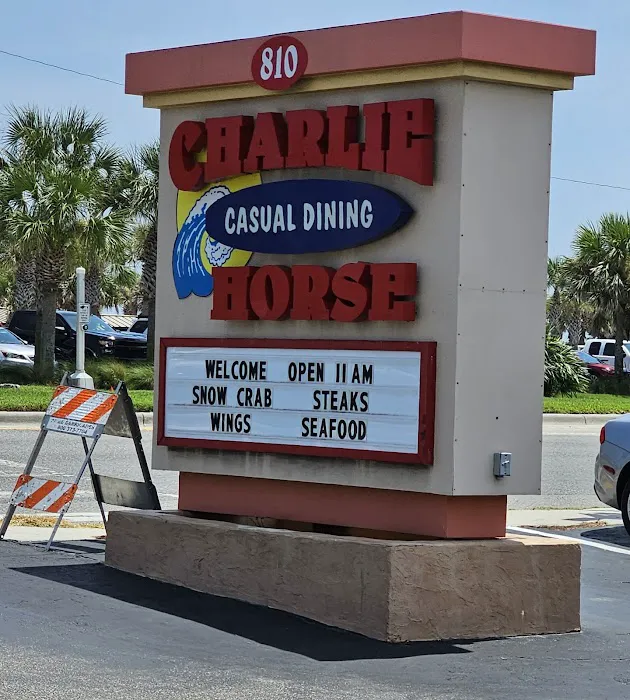 810
CHARLIE
CASUAL DINING
HORSE
WELCOME OPEN 11 AM
SNOW CRAB STEAKS
WINGS SEAFOOD